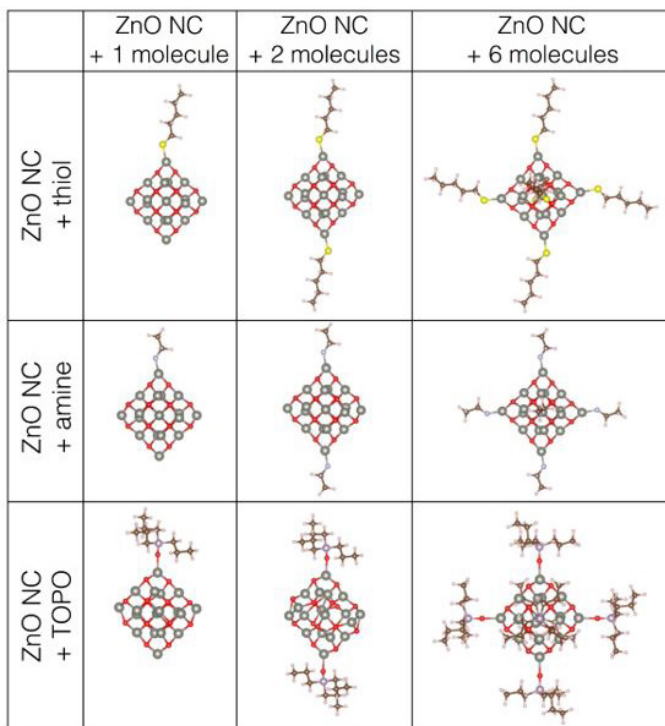 ZnO NC
+ 1 molecule
ZnO NC
+ 2 molecules
ZnO NC
+ 6 molecules
ZnO NC
+ thiol
ZnO NC
+ amine
ZnO NC
+ TOPO